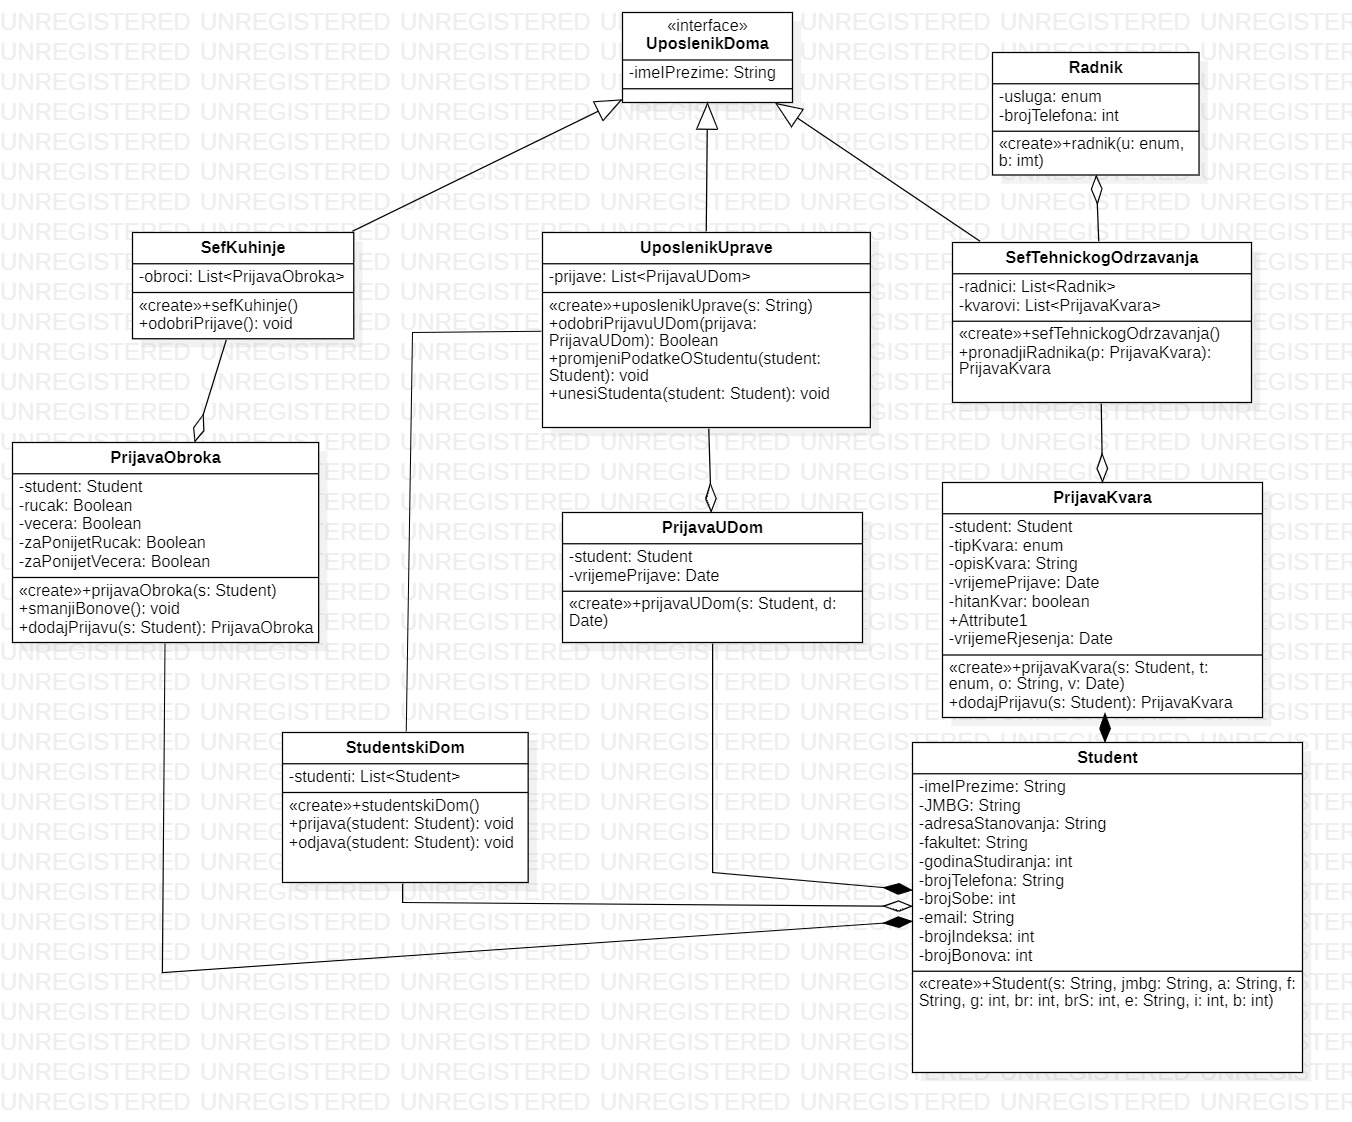 «interface»
UposlenikDoma
-imeIPrezime: String
Radnik
-usluga: enum
-brojTelefona: int
«create»+radnik(u: enum,
b: imt)
SefKuhinje
-obroci: List<PrijavaObroka>
«create»+sefKuhinje()
+odobriPrijave(): void
UposlenikUprave
-prijave: List<PrijavaUDom>
«create»+uposlenikUprave(s: String)
+odobriPrijavuUDom(prijava:
PrijavaUDom): Boolean
+promjeniPodatkeOStudentu(student:
Student): void
+unesiStudenta(student: Student): void
SefTehnickogOdrzavanja
-radnici: List<Radnik>
-kvarovi: List<PrijavaKvara>
«create»+sefTehnickogOdrzavanja()
+pronadjiRadnika(p: PrijavaKvara):
PrijavaKvara
PrijavaObroka
-student: Student
-rucak: Boolean
-vecera: Boolean
-zaPonijetRucak: Boolean
-zaPonijetVecera: Boolean
«create»+prijavaObroka(s: Student)
+smanjiBonove(): void
+dodajPrijavu(s: Student): PrijavaObroka
PrijavaUDom
-student: Student
-vrijemePrijave: Date
«create»+prijavaUDom(s: Student, d:
Date)
PrijavaKvara
-student: Student
-tipKvara: enum
-opisKvara: String
-vrijemePrijave: Date
-hitanKvar: boolean
+Attribute1
-vrijemeRjesenja: Date
«create»+prijavaKvara(s: Student, t:
enum, o: String, v: Date)
+dodajPrijavu(s: Student): PrijavaKvara
StudentskiDom
-studenti: List<Student>
«create»+studentskiDom()
+prijava(student: Student): void
+odjava(student: Student): void
Student
-imeIPrezime: String
-JMBG: String
-adresaStanovanja: String
-fakultet: String
-godinaStudiranja: int
-brojTelefona: String
-brojSobe: int
-email: String
-brojIndeksa: int
-brojBonova: int
«create»+Student(s: String, jmbg: String, a: String, f:
String, g: int, br: int, brS: int, e: String, i: int, b: int)